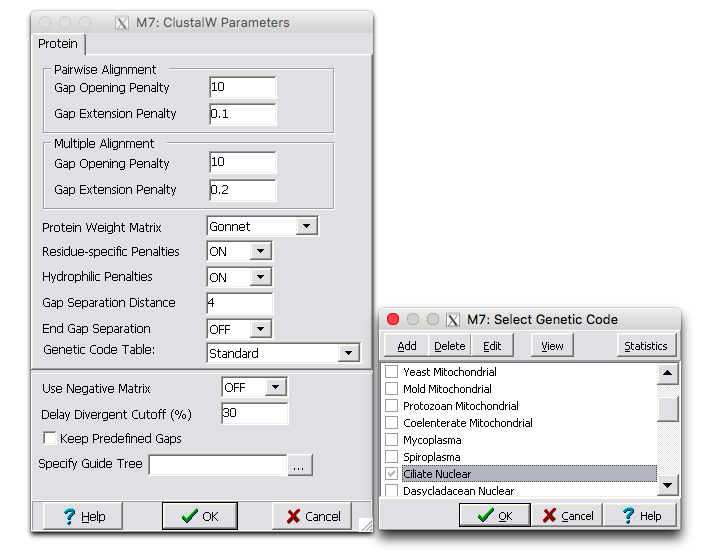 M7: ClustalW Parameters
Protein
Pairwise Alignment
Gap Opening Penalty 10
Gap Extension Penalty 0.1
Multiple Alignment
Gap Opening Penalty 10
Gap Extension Penalty 0.2
Protein Weight Matrix Gonnet
Residue-specific Penalties ON
Hydrophilic Penalties ON
Gap Separation Distance 4
End Gap Separation OFF
Genetic Code Table: Standard
Use Negative Matrix OFF
Delay Divergent Cutoff (%) 30
Keep Predefined Gaps
Specify Guide Tree ...
? Help OK Cancel
M7: Select Genetic Code
Add Delete Edit View Statistics
Yeast Mitochondrial
Mold Mitochondrial
Protozoan Mitochondrial
Coelenterate Mitochondrial
Mycoplasma
Spiroplasma
Ciliate Nuclear
Dasycladacean Nuclear
OK Cancel ? Help